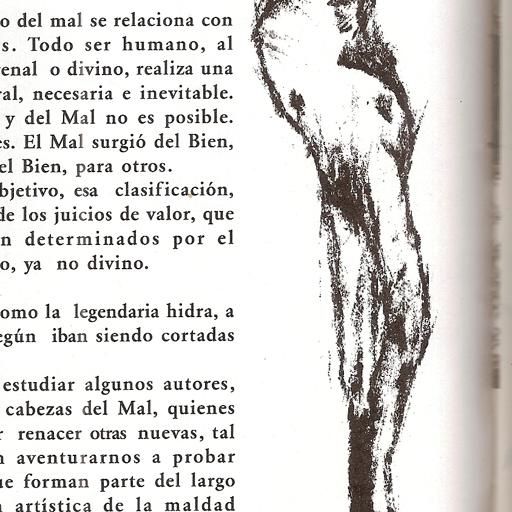 o del mal se relaciona con
s. Todo ser humano, al
enal o divino, realiza una
ral, necesaria e inevitable.
y del Mal no es posible.
es. El Mal surgió del Bien,
el Bien, para otros.
bjetivo, esa clasificación,
de los juicios de valor, que
n determinados por el
o, ya no divino.
omo la legendaria hidra, a
egún iban siendo cortadas
estudiar algunos autores,
cabezas del Mal, quienes
r renacer otras nuevas, tal
n aventurarnos a probar
ue forman parte del largo
a artística de la maldad